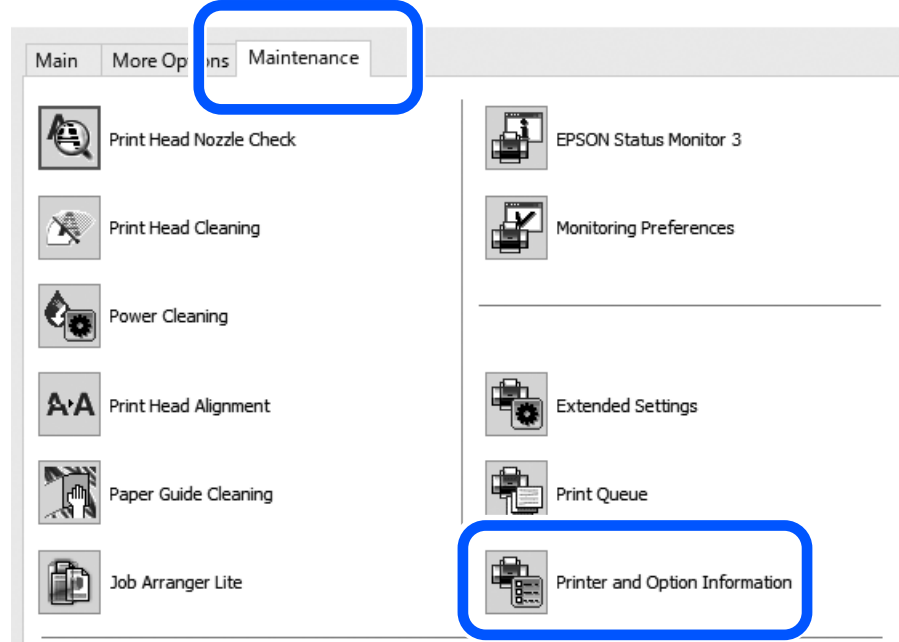 Main
More Options
Maintenance
Print Head Nozzle Check
Print Head Cleaning
Power Cleaning
Print Head Alignment
Paper Guide Cleaning
Job Arranger Lite
EPSON Status Monitor 3
Monitoring Preferences
Extended Settings
Print Queue
Printer and Option Information